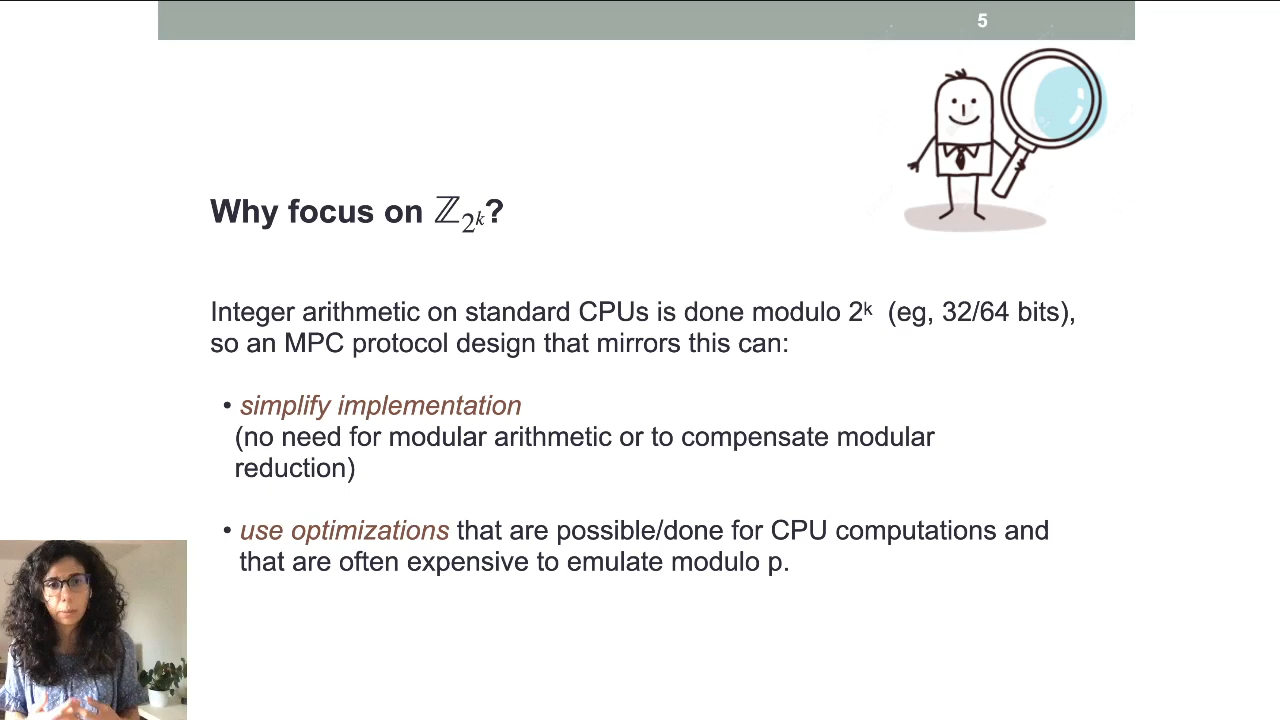 5
Why focus on ℤ₂ᵏ?
Integer arithmetic on standard CPUs is done modulo 2ᵏ (eg, 32/64 bits),
so an MPC protocol design that mirrors this can:
• simplify implementation
(no need for modular arithmetic or to compensate modular
reduction)
• use optimizations that are possible/done for CPU computations and
that are often expensive to emulate modulo p.